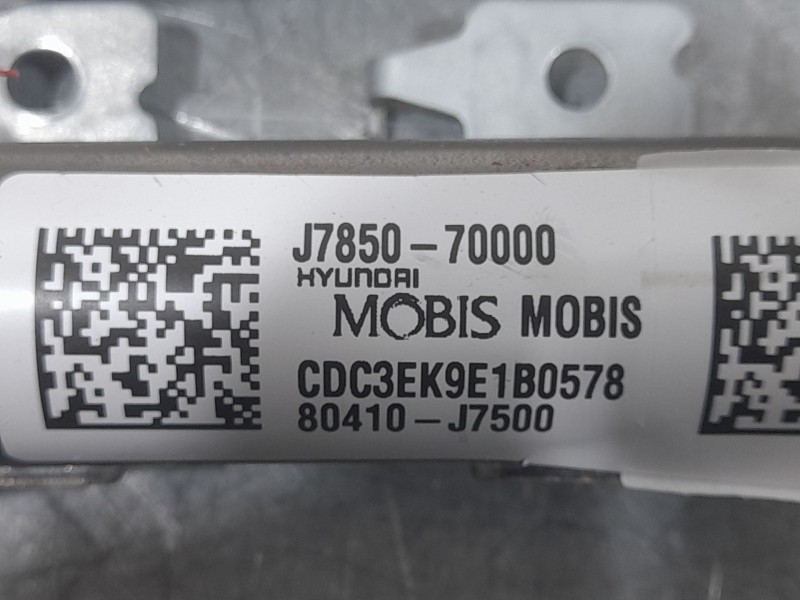 J7850-70000
HYUNDAI
MOBIS MOBIS
CDC3EK9E1B0578
80410-J7500